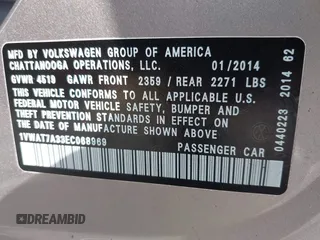 MFD BY VOLKSWAGEN GROUP OF AMERICA
CHATTANOOGA OPERATIONS, LLC. 01/2014
GVWR 4519 GAWR FRONT 2359 / REAR 2271 LBS
THIS VEHICLE CONFORMS TO ALL APPLICABLE U.S.
FEDERAL MOTOR VEHICLE SAFETY, BUMPER AND
THEFT PREVENTION STANDARDS IN EFFECT ON THE
DATE OF MANUFACTURE SHOWN ABOVE
1VWAT7A33EC068969
PASSENGER CAR
0440223 2014 62
DREAMBID